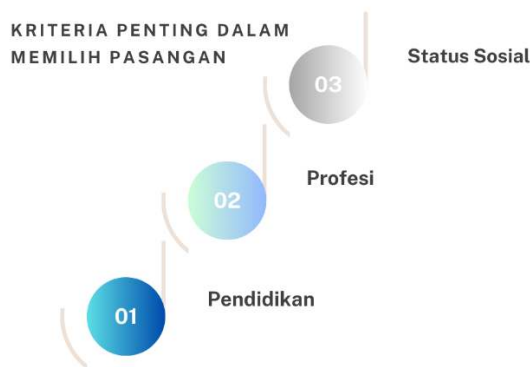 KRITERIA PENTING DALAM
MEMILIH PASANGAN
03
Status Sosial
02
Profesi
01
Pendidikan